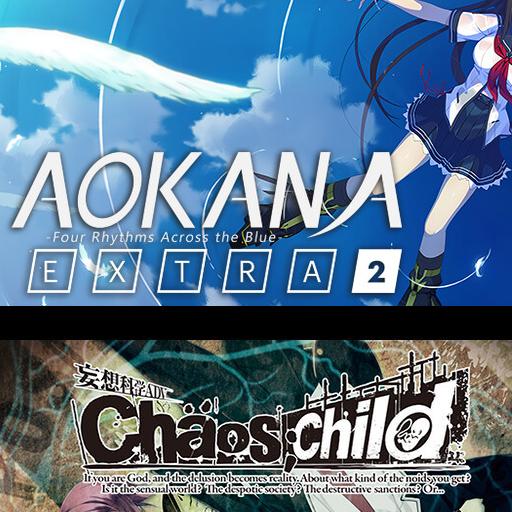 AOKANA
-Four Rhythms Across the Blue-
EXTRA2
妄想科学ADV
Chäos;child
If you are God, and the delusion becomes reality. About what kind of the noids you get?
Is it the sensual world? The despotic society? The destructive sanctions? Or...